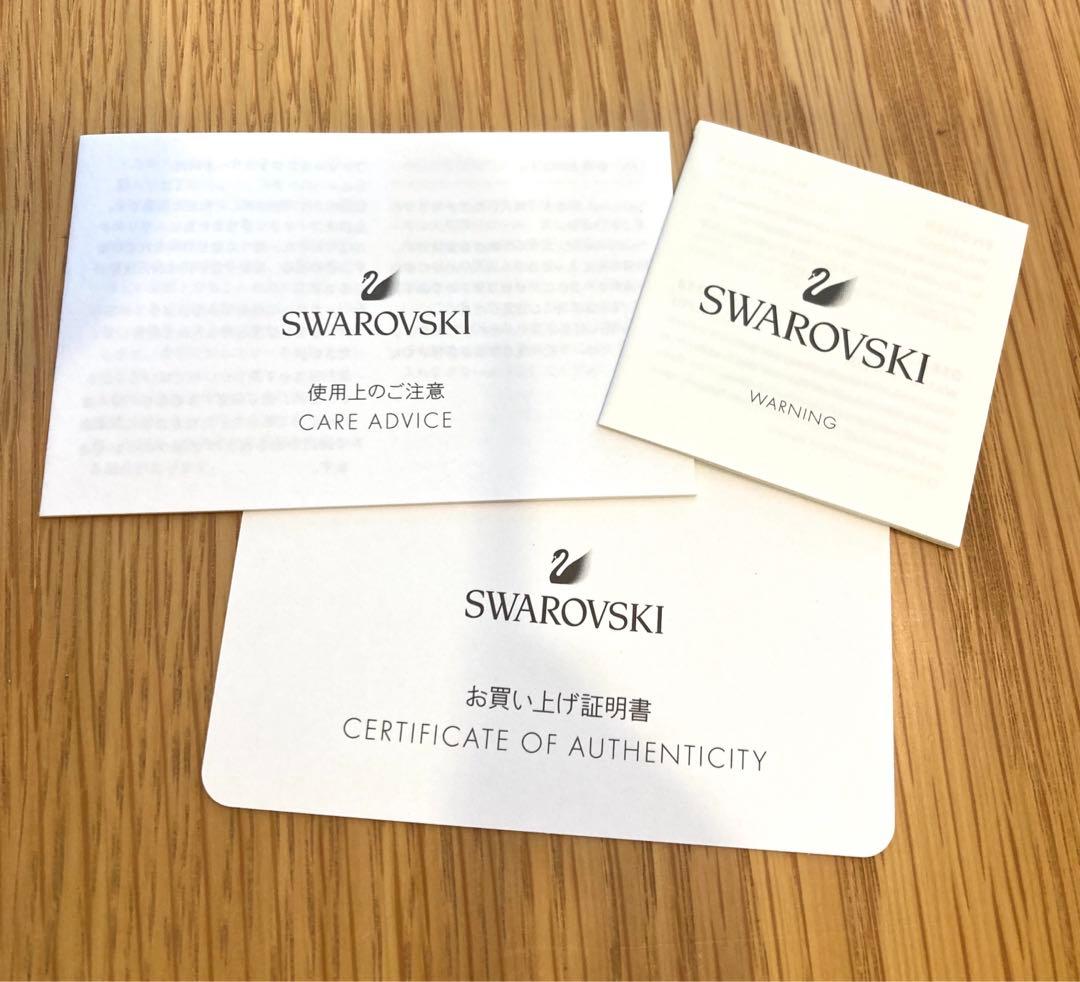 SWAROVSKI
使用上のご注意
CARE ADVICE
SWAROVSKI
WARNING
SWAROVSKI
お買い上げ証明書
CERTIFICATE OF AUTHENTICITY